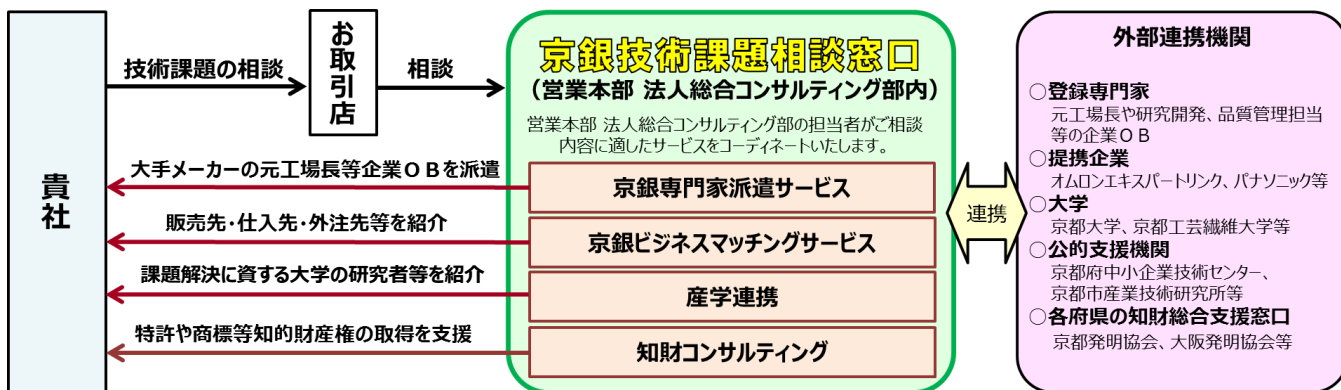 貴社
技術課題の相談
お取引店
相談
京銀技術課題相談窓口
（営業本部 法人総合コンサルティング部内）
営業本部 法人総合コンサルティング部の担当者がご相談
内容に適したサービスをコーディネートいたします。
大手メーカーの元工場長等企業ＯＢを派遣
京銀専門家派遣サービス
販売先・仕入先・外注先等を紹介
京銀ビジネスマッチングサービス
課題解決に資する大学の研究者等を紹介
産学連携
特許や商標等知的財産権の取得を支援
知財コンサルティング
連携
外部連携機関
○登録専門家
元工場長や研究開発、品質管理担当
等の企業ＯＢ
○提携企業
オムロンエキスパートリンク、パナソニック等
○大学
京都大学、京都工芸繊維大学等
○公的支援機関
京都府中小企業技術センター、
京都市産業技術研究所等
○各府県の知財総合支援窓口
京都発明協会、大阪発明協会等